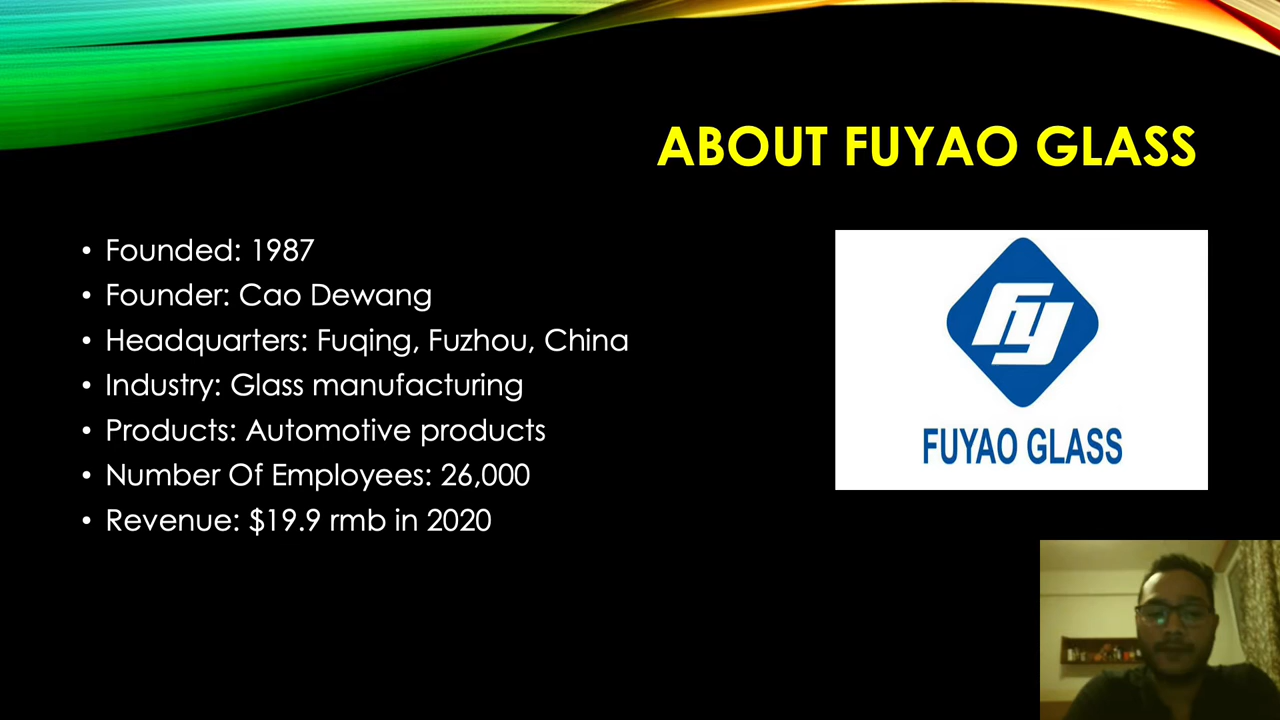 ABOUT FUYAO GLASS
• Founded: 1987
• Founder: Cao Dewang
• Headquarters: Fuqing, Fuzhou, China
• Industry: Glass manufacturing
• Products: Automotive products
• Number Of Employees: 26,000
• Revenue: $19.9 rmb in 2020
fy
FUYAO GLASS